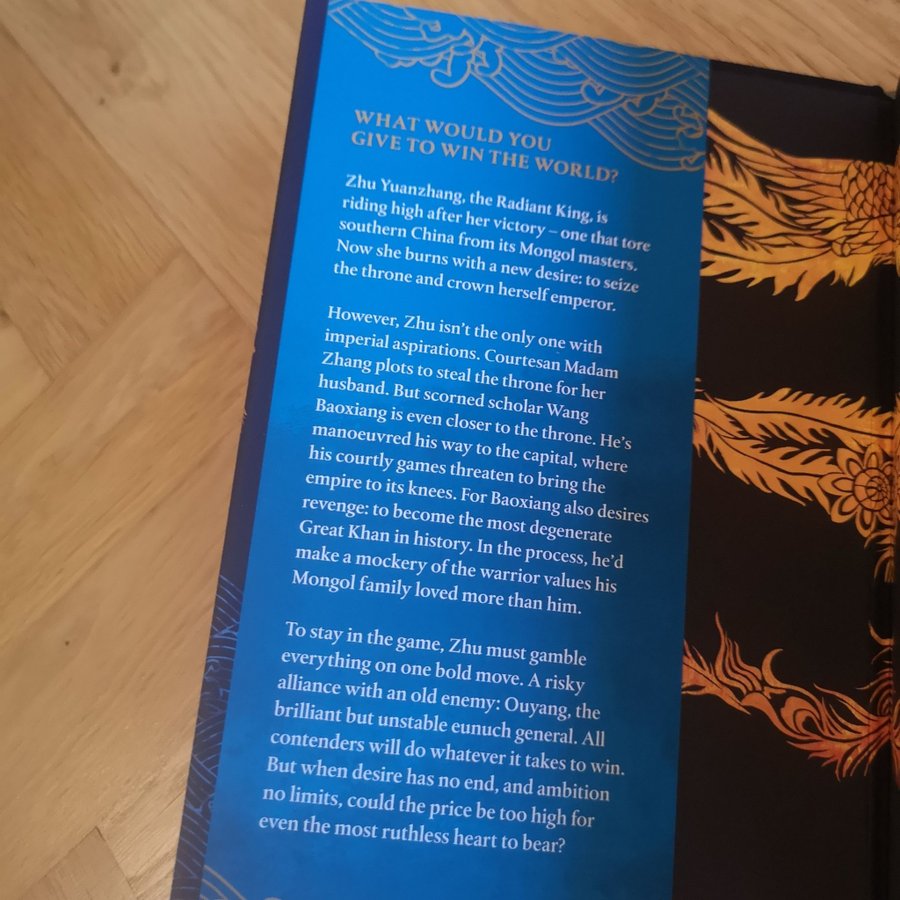 WHAT WOULD YOU
GIVE TO WIN THE WORLD?
Zhu Yuanzhang, the Radiant King, is
riding high after her victory – one that tore
southern China from its Mongol masters.
Now she burns with a new desire: to seize
the throne and crown herself emperor.
However, Zhu isn't the only one with
imperial aspirations. Courtesan Madam
Zhang plots to steal the throne for her
husband. But scorned scholar Wang
Baoxiang is even closer to the throne. He's
manoeuvred his way to the capital, where
his courtly games threaten to bring the
empire to its knees. For Baoxiang also desires
revenge: to become the most degenerate
Great Khan in history. In the process, he'd
make a mockery of the warrior values his
Mongol family loved more than him.
To stay in the game, Zhu must gamble
everything on one bold move. A risky
alliance with an old enemy: Ouyang, the
brilliant but unstable eunuch general. All
contenders will do whatever it takes to win.
But when desire has no end, and ambition
no limits, could the price be too high for
even the most ruthless heart to bear?